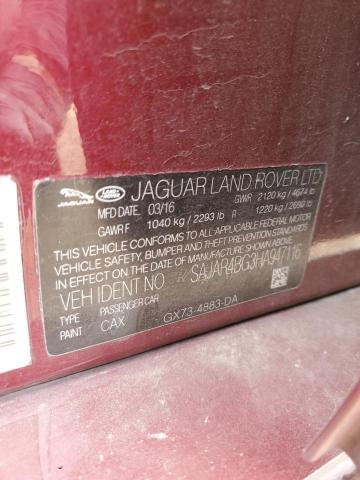 JAGUAR LAND ROVER JAGUAR LAND ROVER LTD
MFD DATE 03/16 GWR 2120 kg / 4674 lb
GAWR F 1040 kg / 2293 lb R 1220 kg / 2690 lb
THIS VEHICLE CONFORMS TO ALL APPLICABLE FEDERAL MOTOR
VEHICLE SAFETY, BUMPER AND THEFT PREVENTION STANDARDS
IN EFFECT ON THE DATE OF MANUFACTURE SHOWN ABOVE
VEH IDENT No SAJAR4BG3HA947116
TYPE PASSENGER CAR
PAINT CAX GX73-4883-DA